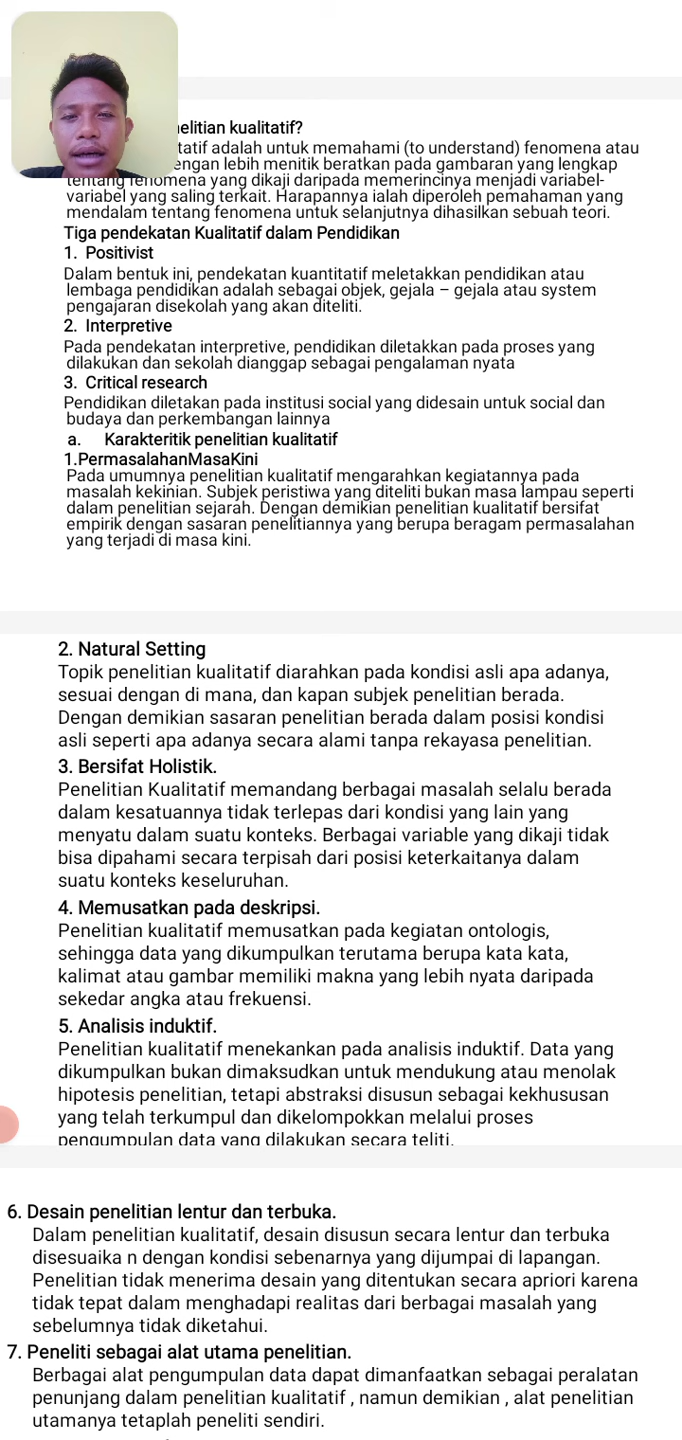 elitian kualitatif?
tatif adalah untuk memahami (to understand) fenomena atau
engan lebih menitik beratkan pada gambaran yang lengkap
tentang fenomena yang dikaji daripada memerincinya menjadi variabel-
variabel yang saling terkait. Harapannya ialah diperoleh pemahaman yang
mendalam tentang fenomena untuk selanjutnya dihasilkan sebuah teori.
Tiga pendekatan Kualitatif dalam Pendidikan
1. Positivist
Dalam bentuk ini, pendekatan kuantitatif meletakkan pendidikan atau
lembaga pendidikan adalah sebagai objek, gejala – gejala atau system
pengajaran disekolah yang akan diteliti.
2. Interpretive
Pada pendekatan interpretive, pendidikan diletakkan pada proses yang
dilakukan dan sekolah dianggap sebagai pengalaman nyata
3. Critical research
Pendidikan diletakan pada institusi social yang didesain untuk social dan
budaya dan perkembangan lainnya
a. Karakteritik penelitian kualitatif
1.PermasalahanMasaKini
Pada umumnya penelitian kualitatif mengarahkan kegiatannya pada
masalah kekinian. Subjek peristiwa yang diteliti bukan masa lampau seperti
dalam penelitian sejarah. Dengan demikian penelitian kualitatif bersifat
empirik dengan sasaran penelitiannya yang berupa beragam permasalahan
yang terjadi di masa kini.
2. Natural Setting
Topik penelitian kualitatif diarahkan pada kondisi asli apa adanya,
sesuai dengan di mana, dan kapan subjek penelitian berada.
Dengan demikian sasaran penelitian berada dalam posisi kondisi
asli seperti apa adanya secara alami tanpa rekayasa penelitian.
3. Bersifat Holistik.
Penelitian Kualitatif memandang berbagai masalah selalu berada
dalam kesatuannya tidak terlepas dari kondisi yang lain yang
menyatu dalam suatu konteks. Berbagai variable yang dikaji tidak
bisa dipahami secara terpisah dari posisi keterkaitanya dalam
suatu konteks keseluruhan.
4. Memusatkan pada deskripsi.
Penelitian kualitatif memusatkan pada kegiatan ontologis,
sehingga data yang dikumpulkan terutama berupa kata kata,
kalimat atau gambar memiliki makna yang lebih nyata daripada
sekedar angka atau frekuensi.
5. Analisis induktif.
Penelitian kualitatif menekankan pada analisis induktif. Data yang
dikumpulkan bukan dimaksudkan untuk mendukung atau menolak
hipotesis penelitian, tetapi abstraksi disusun sebagai kekhususan
yang telah terkumpul dan dikelompokkan melalui proses
pengumpulan data yang dilakukan secara teliti.
6. Desain penelitian lentur dan terbuka.
Dalam penelitian kualitatif, desain disusun secara lentur dan terbuka
disesuaika n dengan kondisi sebenarnya yang dijumpai di lapangan.
Penelitian tidak menerima desain yang ditentukan secara apriori karena
tidak tepat dalam menghadapi realitas dari berbagai masalah yang
sebelumnya tidak diketahui.
7. Peneliti sebagai alat utama penelitian.
Berbagai alat pengumpulan data dapat dimanfaatkan sebagai peralatan
penunjang dalam penelitian kualitatif , namun demikian , alat penelitian
utamanya tetaplah peneliti sendiri.